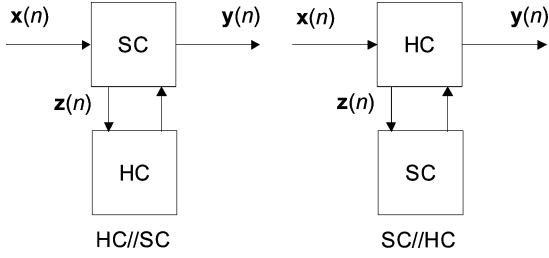 x(n) y(n) x(n) y(n)
SC HC
z(n) z(n)
HC SC
HC//SC SC//HC